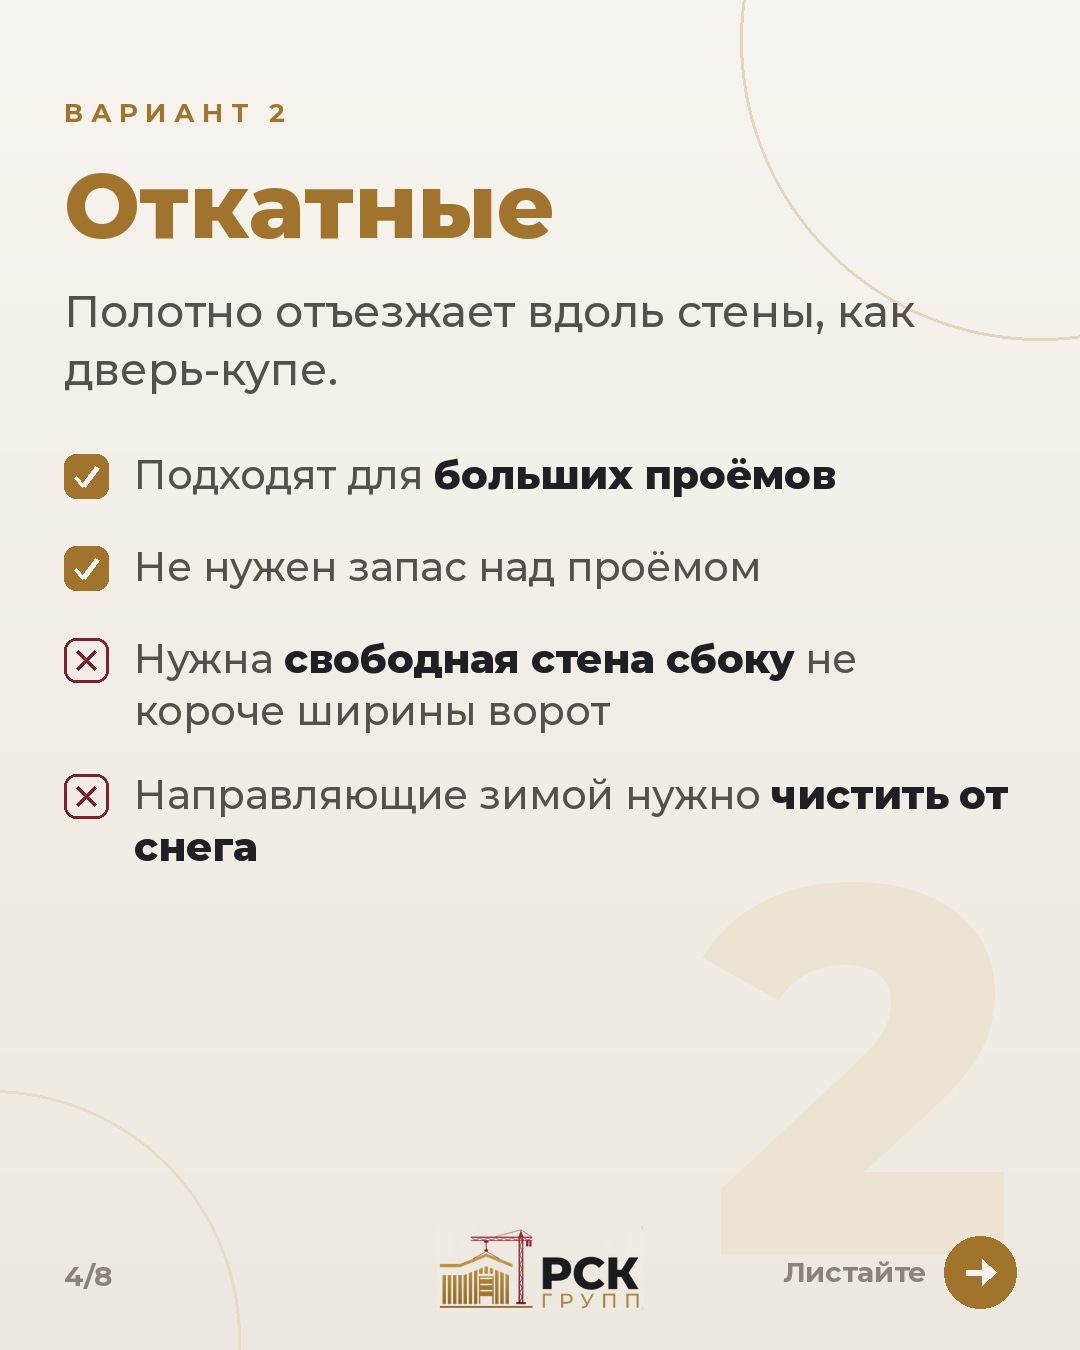 ВАРИАНТ 2
Откатные
Полотно отъезжает вдоль стены, как
дверь-купе.
Подходят для больших проёмов
Не нужен запас над проёмом
Нужна свободная стена сбоку не
короче ширины ворот
Направляющие зимой нужно чистить от
снега
2
4/8
РСК
ГРУПП
Листайте